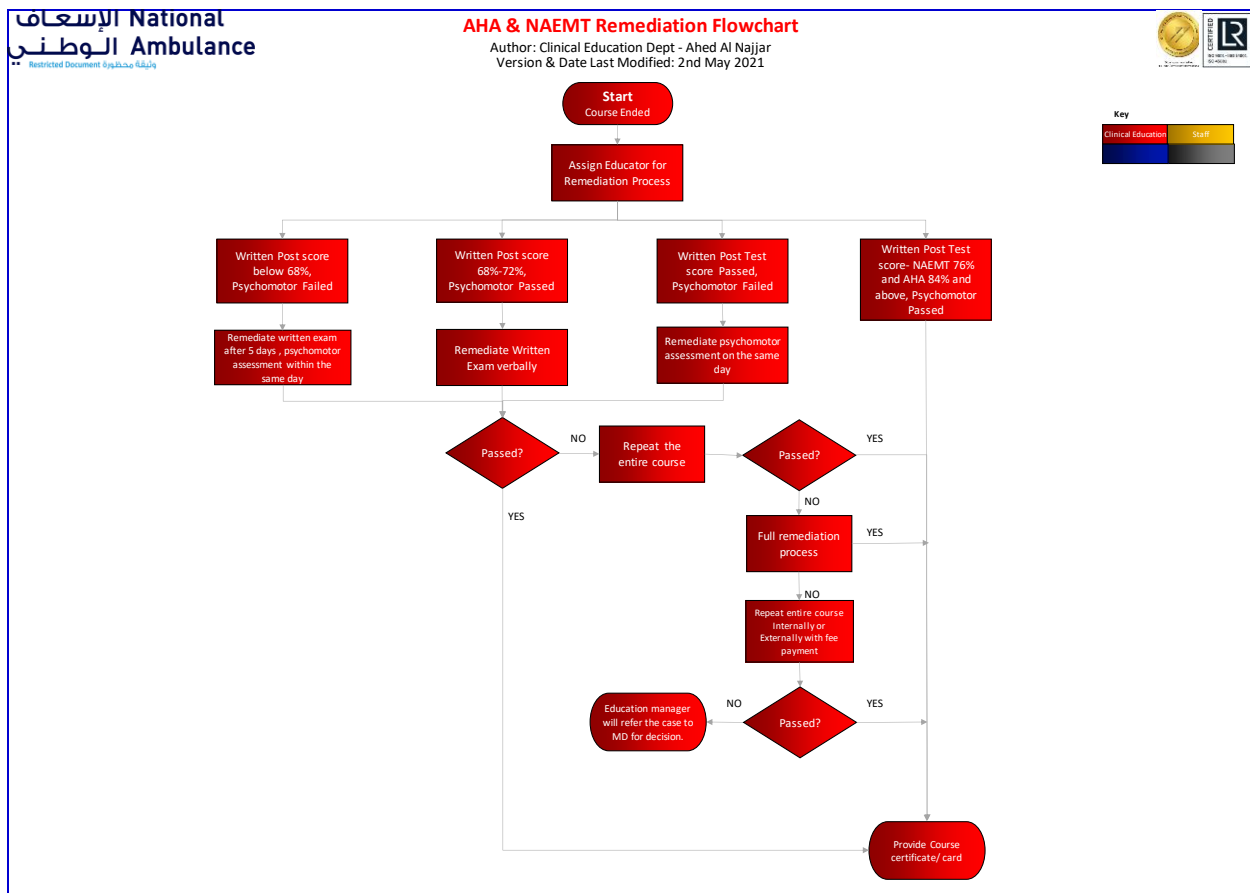 الإسعاف National
الوطني Ambulance
Restricted Document وثيقة محظورة
AHA & NAEMT Remediation Flowchart
Author: Clinical Education Dept - Ahed Al Najjar
Version & Date Last Modified: 2nd May 2021
CERTIFIED
LR
Key
Clinical Education
Staff
Start
Course Ended
Assign Educator for
Remediation Process
Written Post score
below 68%,
Psychomotor Failed
Written Post score
68%-72%,
Psychomotor Passed
Written Post Test
score Passed,
Psychomotor Failed
Written Post Test
score- NAEMT 76%
and AHA 84% and
above, Psychomotor
Passed
Remediate written exam
after 5 days , psychomotor
assessment within the
same day
Remediate Written
Exam verbally
Remediate psychomotor
assessment on the same
day
Passed?
NO
Repeat the
entire course
Passed?
YES
NO
YES
Full remediation
process
YES
NO
Repeat entire course
Internally or
Externally with fee
payment
Education manager
will refer the case to
MD for decision.
NO
Passed?
YES
Provide Course
certificate/ card